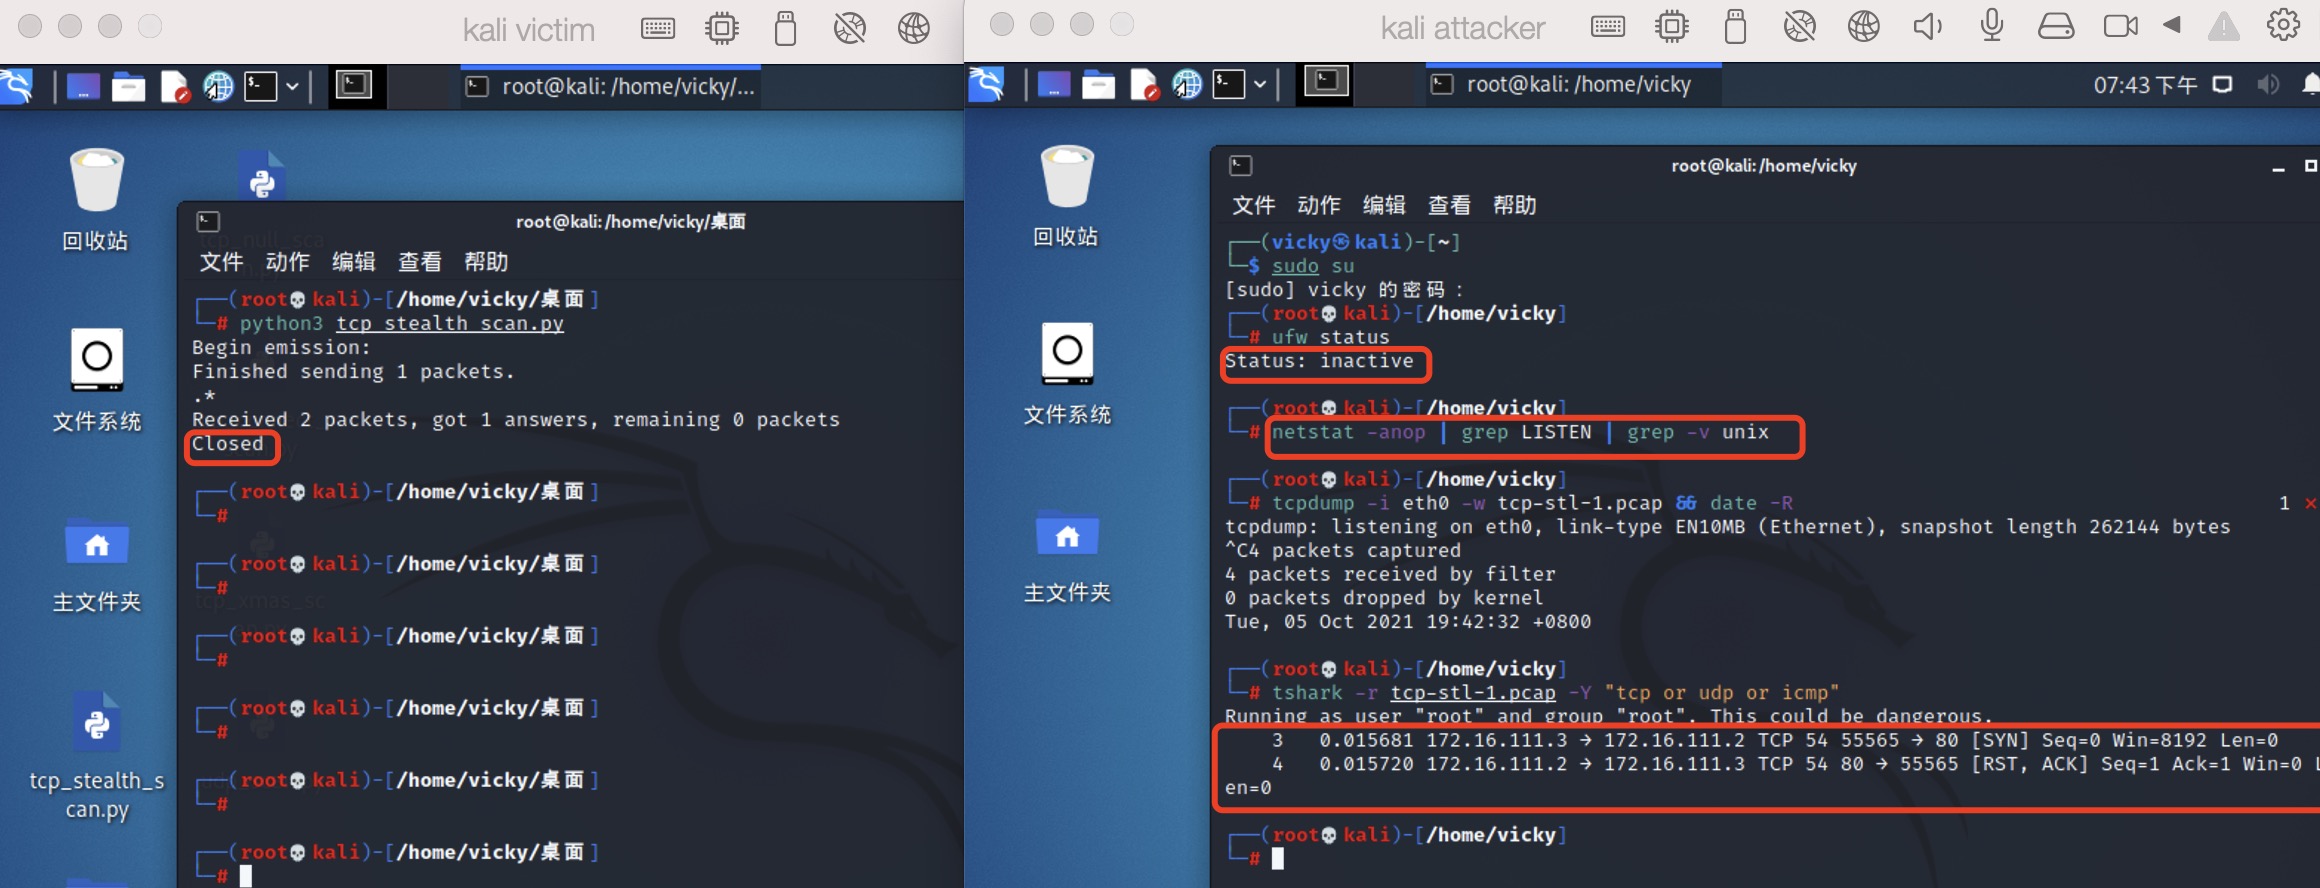 kali victim
root@kali: /home/vicky/...
回收站
文件系统
主文件夹
tcp_stealth_s
can.py
tcp_null_sca
tcp_xmas_sc
root@kali: /home/vicky/桌面
文件 动作 编辑 查看 帮助
┌──(root💀kali)-[/home/vicky/桌面]
└─# python3 tcp_stealth_scan.py
Begin emission:
Finished sending 1 packets.
.*
Received 2 packets, got 1 answers, remaining 0 packets
Closed
┌──(root💀kali)-[/home/vicky/桌面]
└─#
┌──(root💀kali)-[/home/vicky/桌面]
└─#
┌──(root💀kali)-[/home/vicky/桌面]
└─#
┌──(root💀kali)-[/home/vicky/桌面]
└─#
┌──(root💀kali)-[/home/vicky/桌面]
└─#
┌──(root💀kali)-[/home/vicky/桌面]
└─#
kali attacker
root@kali: /home/vicky
07:43 下午
回收站
文件系统
主文件夹
root@kali: /home/vicky
文件 动作 编辑 查看 帮助
┌──(vicky㉿kali)-[~]
└─$ sudo su
[sudo] vicky 的密码：
┌──(root💀kali)-[/home/vicky]
└─# ufw status
Status: inactive
┌──(root💀kali)-[/home/vicky]
└─# netstat -anop | grep LISTEN | grep -v unix
┌──(root💀kali)-[/home/vicky]
└─# tcpdump -i eth0 -w tcp-stl-1.pcap && date -R 1 ⨯
tcpdump: listening on eth0, link-type EN10MB (Ethernet), snapshot length 262144 bytes
^C4 packets captured
4 packets received by filter
0 packets dropped by kernel
Tue, 05 Oct 2021 19:42:32 +0800
┌──(root💀kali)-[/home/vicky]
└─# tshark -r tcp-stl-1.pcap -Y "tcp or udp or icmp"
Running as user "root" and group "root". This could be dangerous.
3 0.015681 172.16.111.3 → 172.16.111.2 TCP 54 55565 → 80 [SYN] Seq=0 Win=8192 Len=0
4 0.015720 172.16.111.2 → 172.16.111.3 TCP 54 80 → 55565 [RST, ACK] Seq=1 Ack=1 Win=0 L
en=0
┌──(root💀kali)-[/home/vicky]
└─#